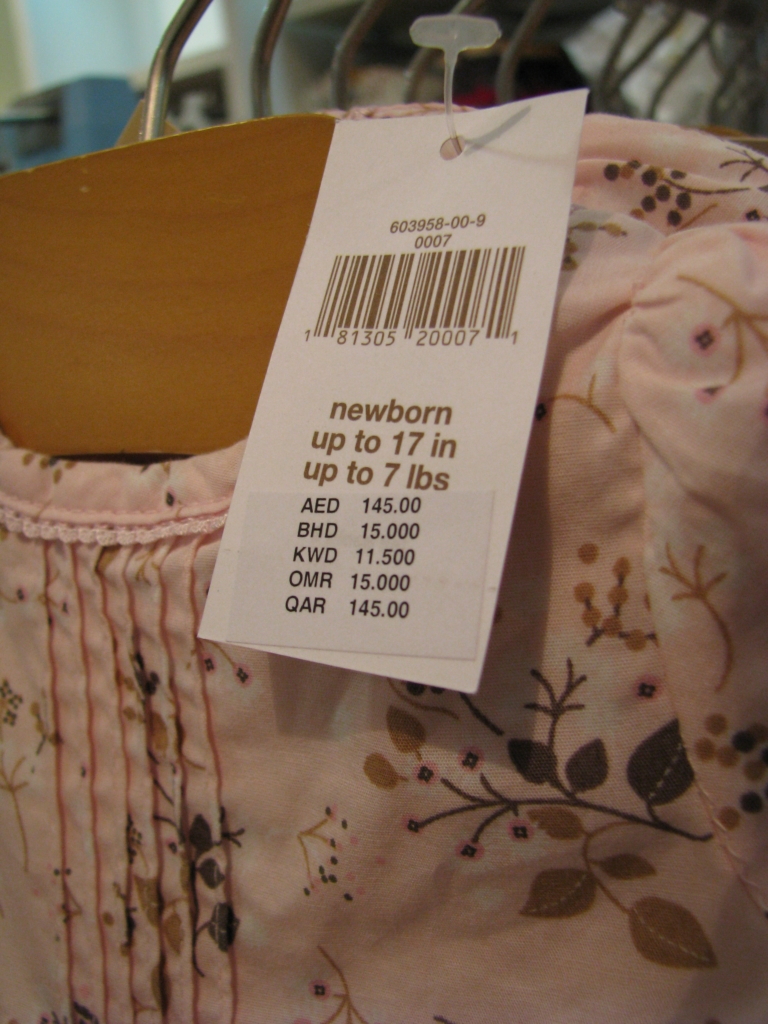 603958-00-9
0007
1 81305 20007 1
newborn
up to 17 in
up to 7 lbs
AED 145.00
BHD 15.000
KWD 11.500
OMR 15.000
QAR 145.00